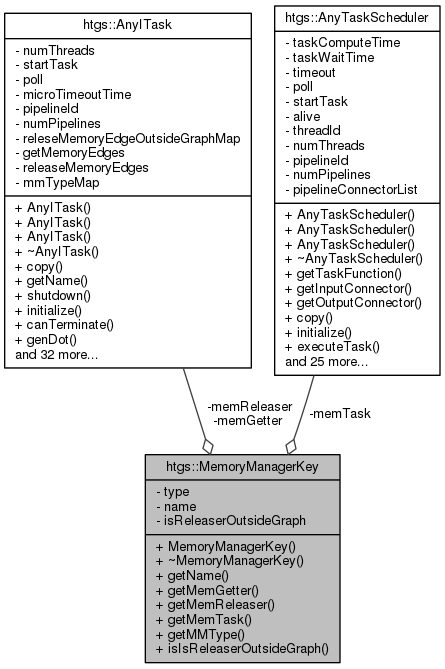 htgs::AnyITask
- numThreads
- startTask
- poll
- microTimeoutTime
- pipelineId
- numPipelines
- releseMemoryEdgeOutsideGraphMap
- getMemoryEdges
- releaseMemoryEdges
- mmTypeMap
+ AnyITask()
+ AnyITask()
+ AnyITask()
+ ~AnyITask()
+ copy()
+ getName()
+ shutdown()
+ initialize()
+ canTerminate()
+ genDot()
and 32 more...
htgs::AnyTaskScheduler
- taskComputeTime
- taskWaitTime
- timeout
- poll
- startTask
- alive
- threadId
- numThreads
- pipelineId
- numPipelines
- pipelineConnectorList
+ AnyTaskScheduler()
+ AnyTaskScheduler()
+ AnyTaskScheduler()
+ ~AnyTaskScheduler()
+ getTaskFunction()
+ getInputConnector()
+ getOutputConnector()
+ copy()
+ initialize()
+ executeTask()
and 25 more...
-memReleaser
-memGetter
-memTask
htgs::MemoryManagerKey
- type
- name
- isReleaserOutsideGraph
+ MemoryManagerKey()
+ ~MemoryManagerKey()
+ getName()
+ getMemGetter()
+ getMemReleaser()
+ getMemTask()
+ getMMType()
+ isIsReleaserOutsideGraph()